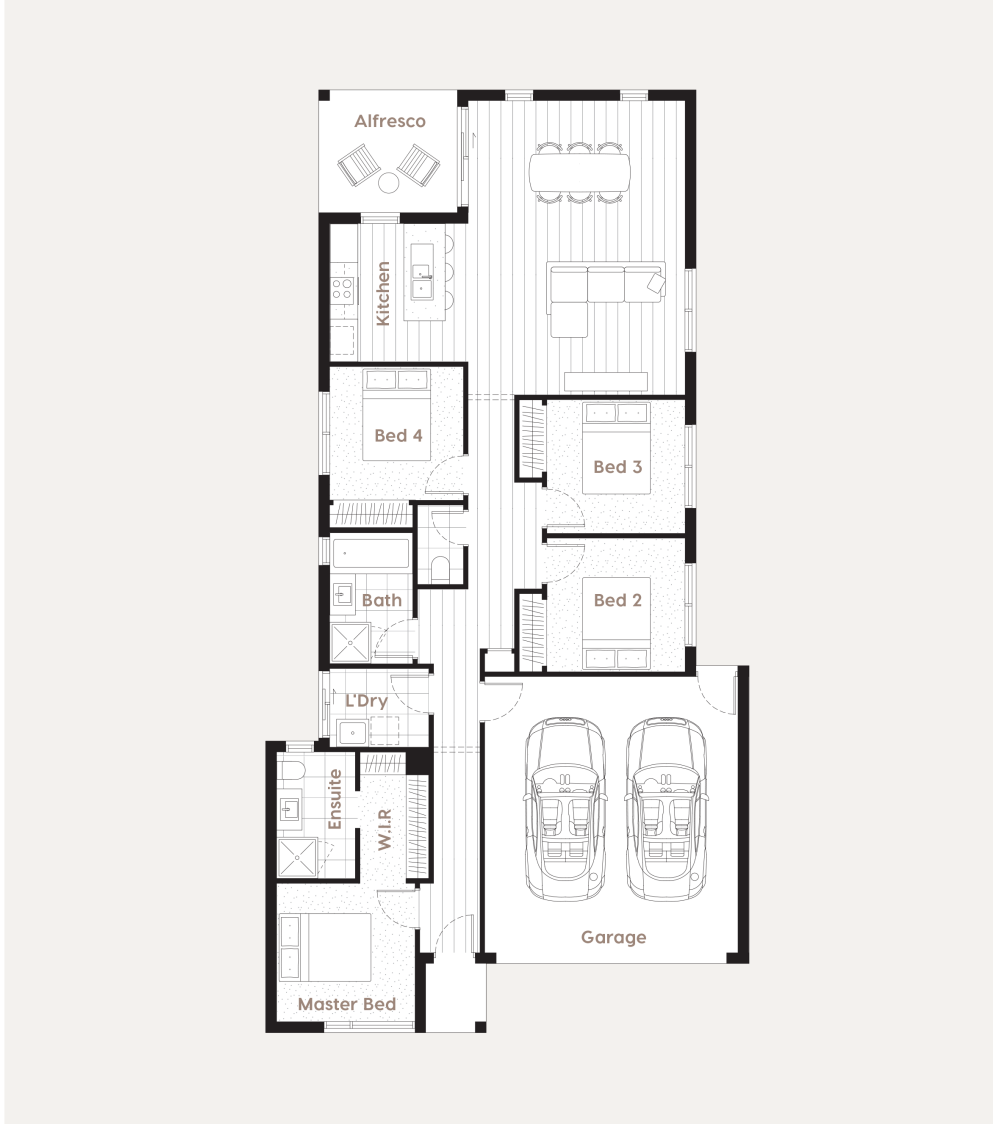 Alfresco
Kitchen
Bed 4
Bed 3
Bath
Bed 2
L'Dry
Ensuite
W.I.R
Garage
Master Bed